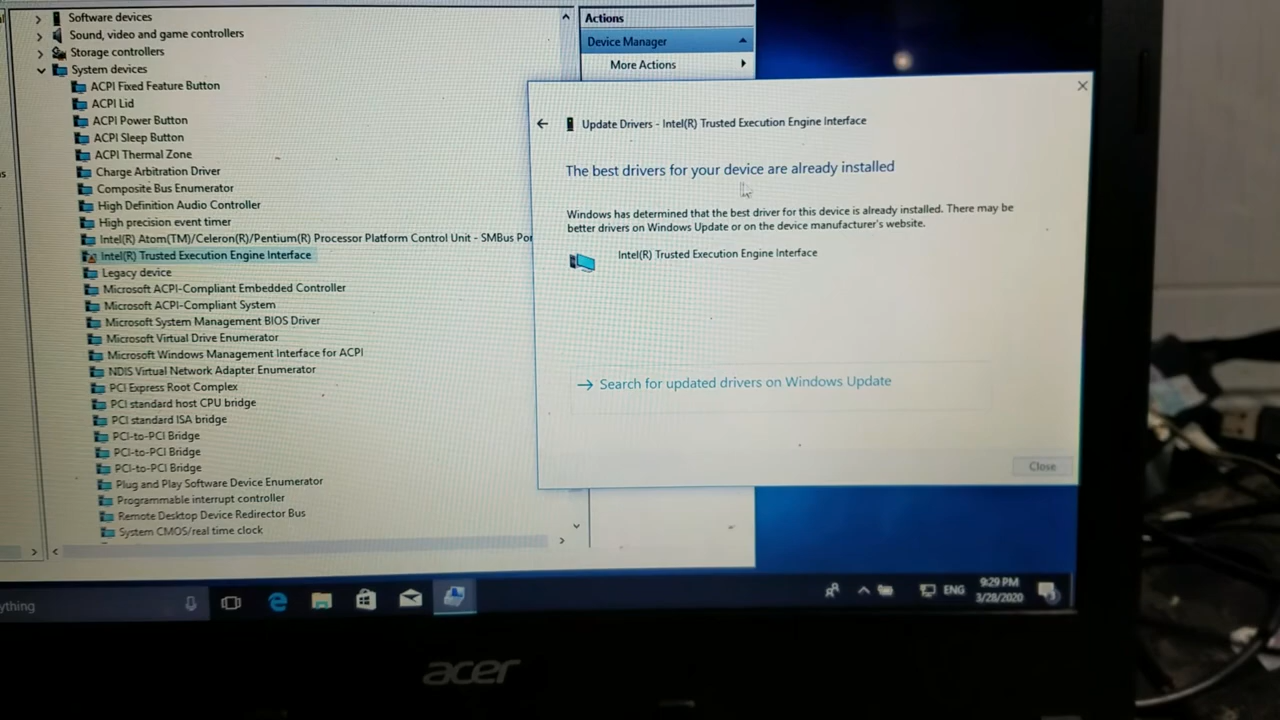 Software devices
Sound, video and game controllers
Storage controllers
System devices
ACPI Fixed Feature Button
ACPI Lid
ACPI Power Button
ACPI Sleep Button
ACPI Thermal Zone
Charge Arbitration Driver
Composite Bus Enumerator
High Definition Audio Controller
High precision event timer
Intel(R) Atom(TM)/Celeron(R)/Pentium(R) Processor Platform Control Unit - SMBus Por
Intel(R) Trusted Execution Engine Interface
Legacy device
Microsoft ACPI-Compliant Embedded Controller
Microsoft ACPI-Compliant System
Microsoft System Management BIOS Driver
Microsoft Virtual Drive Enumerator
Microsoft Windows Management Interface for ACPI
NDIS Virtual Network Adapter Enumerator
PCI Express Root Complex
PCI standard host CPU bridge
PCI standard ISA bridge
PCI-to-PCI Bridge
PCI-to-PCI Bridge
PCI-to-PCI Bridge
Plug and Play Software Device Enumerator
Programmable interrupt controller
Remote Desktop Device Redirector Bus
System CMOS/real time clock
Actions
Device Manager
More Actions
Update Drivers - Intel(R) Trusted Execution Engine Interface
The best drivers for your device are already installed
Windows has determined that the best driver for this device is already installed. There may be
better drivers on Windows Update or on the device manufacturer's website.
Intel(R) Trusted Execution Engine Interface
Search for updated drivers on Windows Update
Close
ything
ENG
9:29 PM
3/28/2020
acer